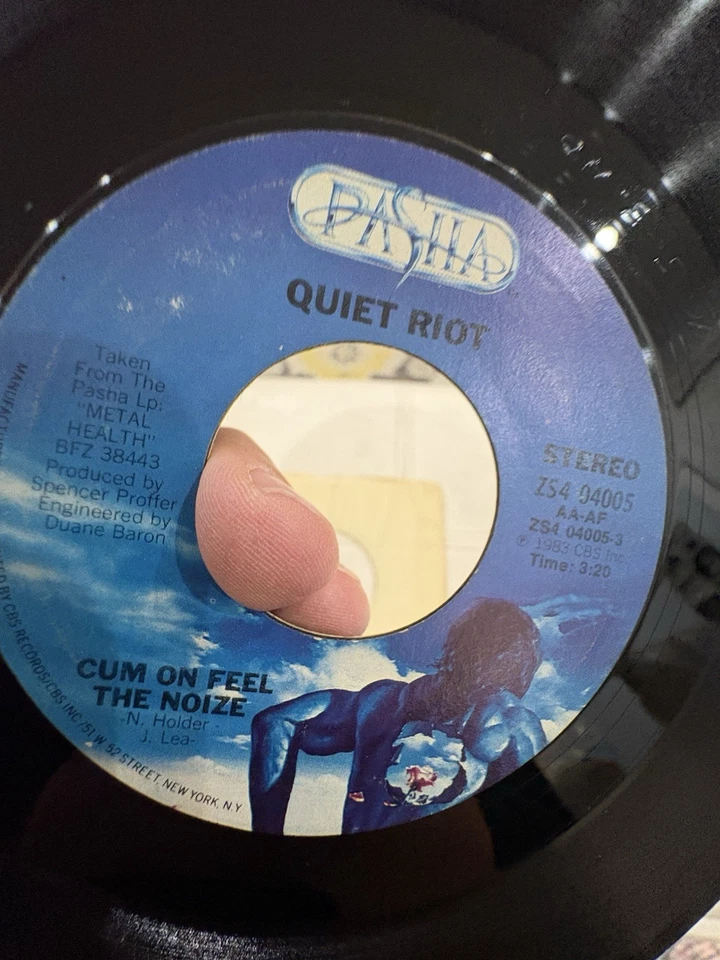 PASHA
QUIET RIOT
Taken
From The
Pasha Lp:
"METAL
HEALTH"
BFZ 38443
Produced by
Spencer Proffer
Engineered by
Duane Baron
STEREO
ZS4 04005
AA-AF
ZS4 04005-3
℗ 1983 CBS Inc.
Time: 3:20
CUM ON FEEL
THE NOIZE
-N. Holder-
J. Lea-
BY CBS RECORDS/CBS INC./51 W. 52 STREET, NEW YORK, N.Y.